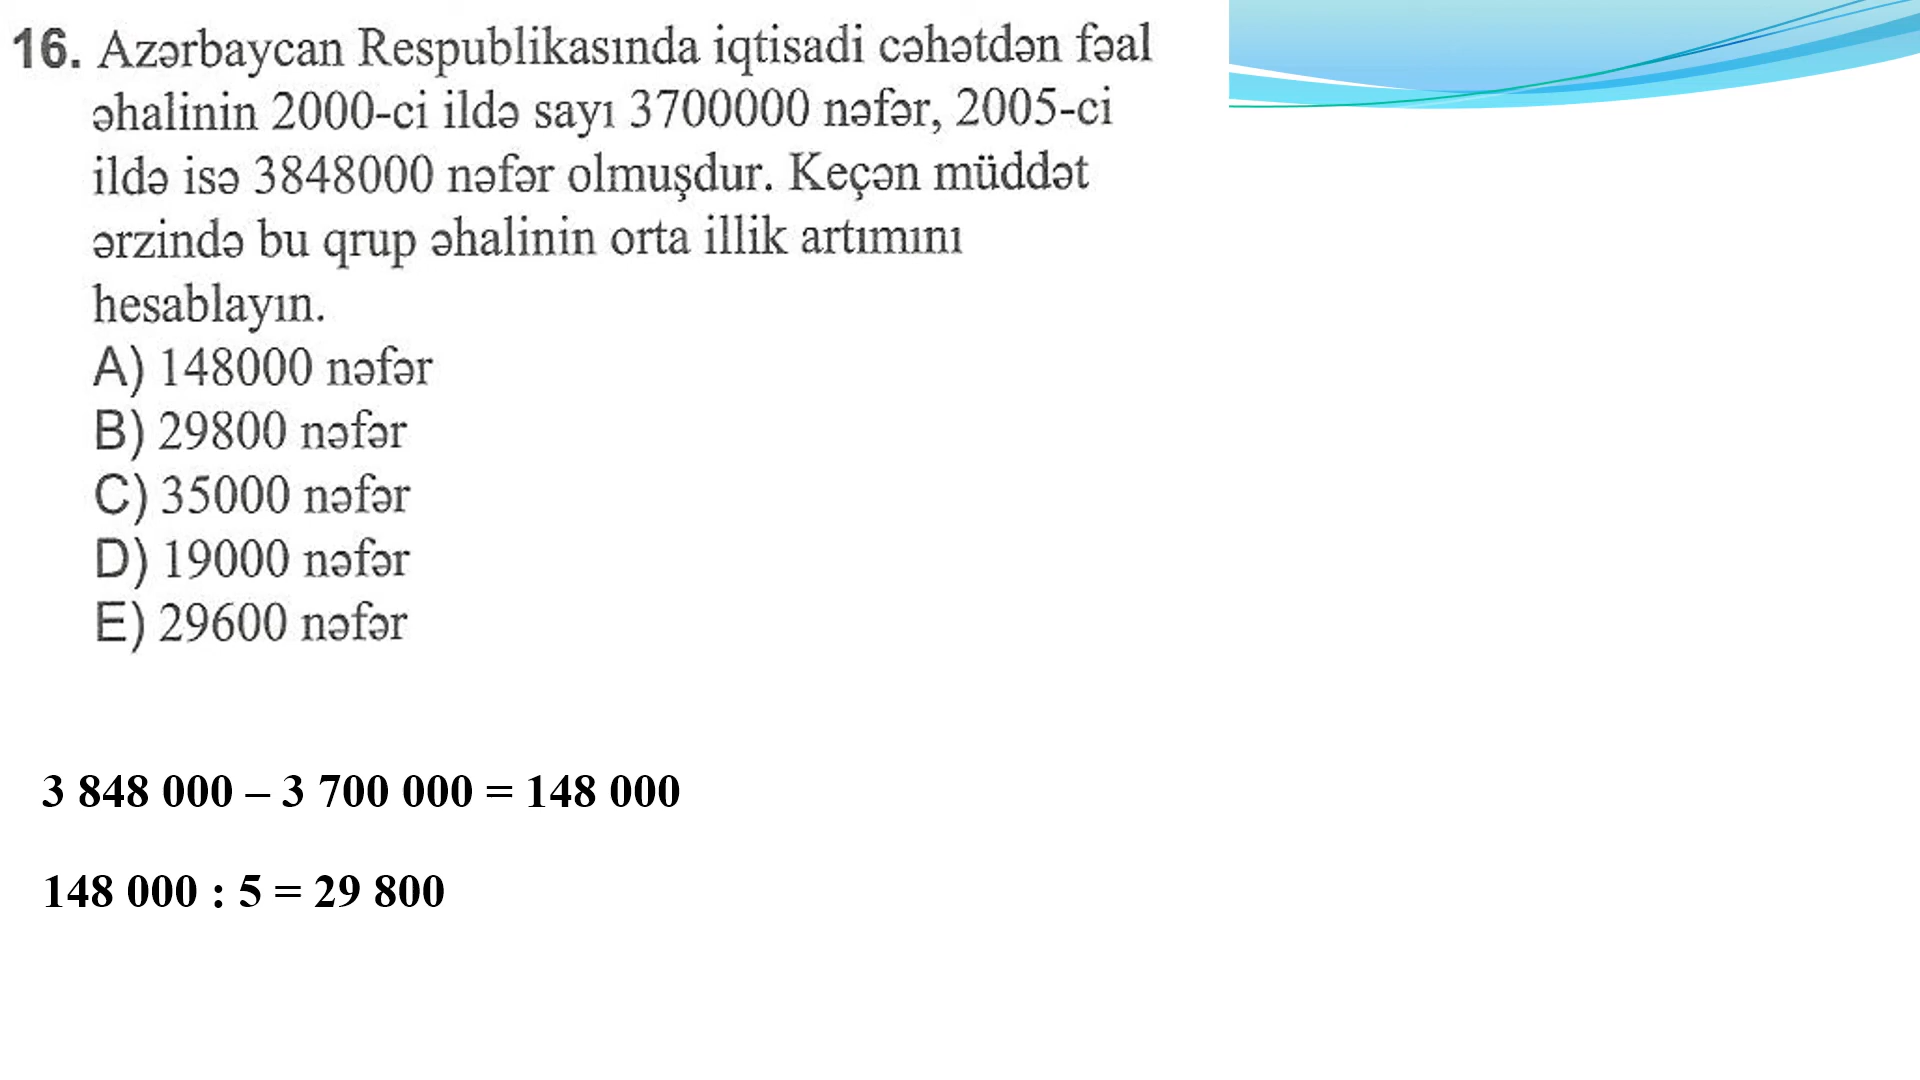 16. Azərbaycan Respublikasında iqtisadi cəhətdən fəal
əhalinin 2000-ci ildə sayı 3700000 nəfər, 2005-ci
ildə isə 3848000 nəfər olmuşdur. Keçən müddət
ərzində bu qrup əhalinin orta illik artımını
hesablayın.
A) 148000 nəfər
B) 29800 nəfər
C) 35000 nəfər
D) 19000 nəfər
E) 29600 nəfər
3 848 000 – 3 700 000 = 148 000
148 000 : 5 = 29 800